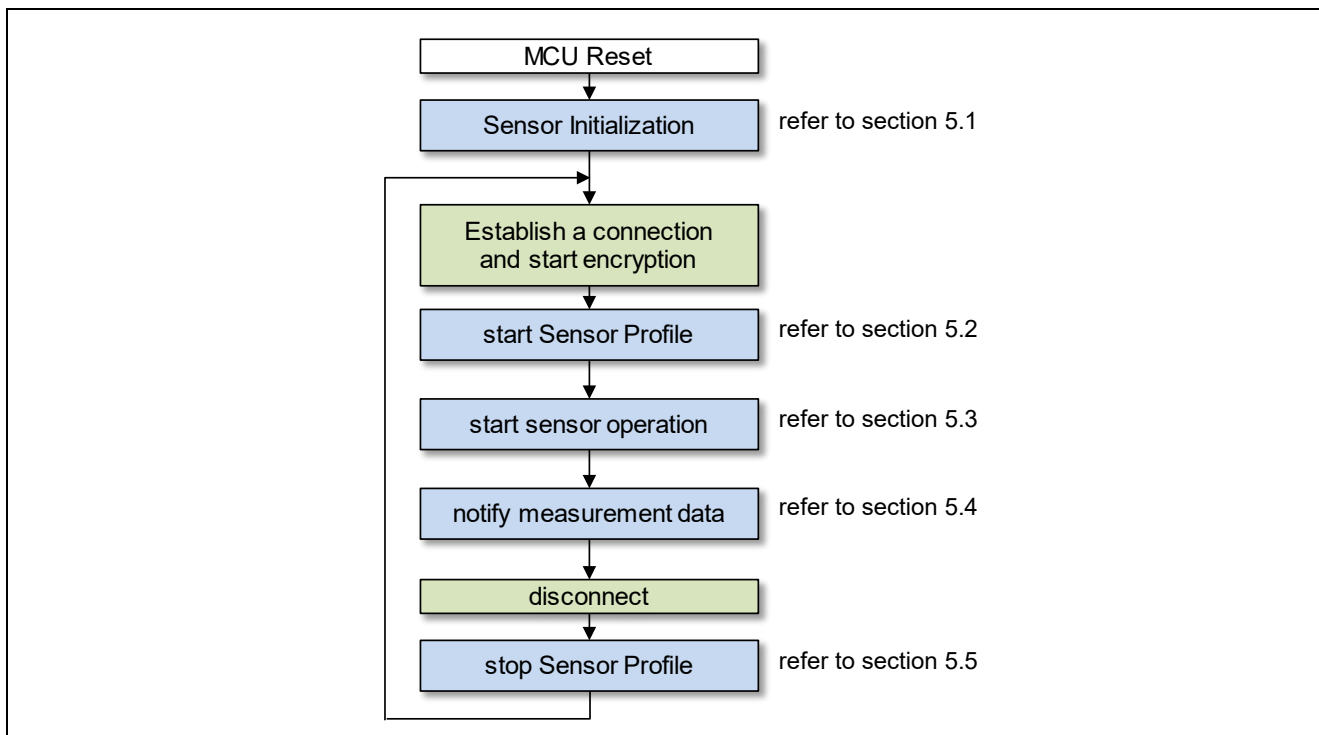 MCU Reset
Sensor Initialization
refer to section 5.1
Establish a connection
and start encryption
start Sensor Profile
refer to section 5.2
start sensor operation
refer to section 5.3
notify measurement data
refer to section 5.4
disconnect
stop Sensor Profile
refer to section 5.5